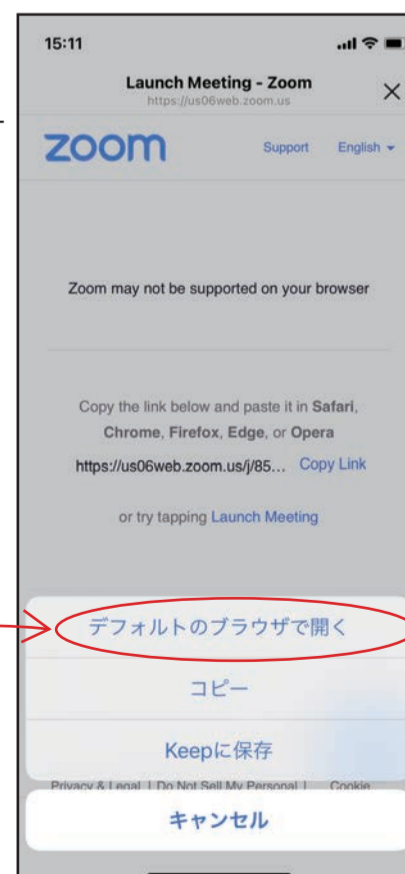 15:11
Launch Meeting - Zoom
https://us06web.zoom.us
zoom
Support
English
Zoom may not be supported on your browser
Copy the link below and paste it in Safari,
Chrome, Firefox, Edge, or Opera
https://us06web.zoom.us/j/85... Copy Link
or try tapping Launch Meeting
デフォルトのブラウザで開く
コピー
Keepに保存
Privacy & Legal | Do Not Sell My Personal | Cookie
キャンセル